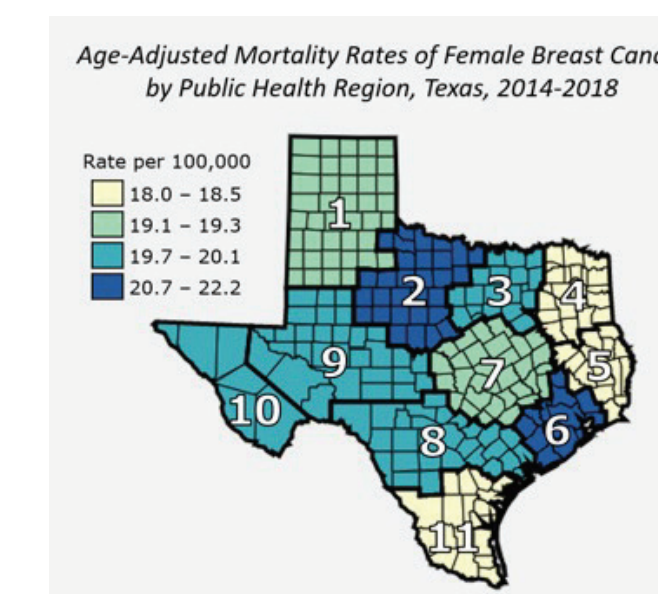 Age-Adjusted Mortality Rates of Female Breast Canc
by Public Health Region, Texas, 2014-2018
Rate per 100,000
18.0 – 18.5
19.1 – 19.3
19.7 – 20.1
20.7 – 22.2
1
2
3
4
5
9
7
10
8
6
11